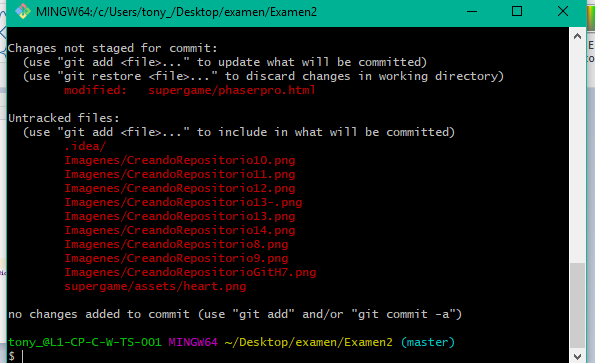 MINGW64:/c/Users/tony_/Desktop/examen/Examen2
Changes not staged for commit:
(use "git add <file>..." to update what will be committed)
(use "git restore <file>..." to discard changes in working directory)
modified:   supergame/phaserpro.html
Untracked files:
(use "git add <file>..." to include in what will be committed)
.idea/
Imagenes/CreandoRepositorio10.png
Imagenes/CreandoRepositorio11.png
Imagenes/CreandoRepositorio12.png
Imagenes/CreandoRepositorio13-.png
Imagenes/CreandoRepositorio13.png
Imagenes/CreandoRepositorio14.png
Imagenes/CreandoRepositorio8.png
Imagenes/CreandoRepositorio9.png
Imagenes/CreandoRepositorioGitH7.png
supergame/assets/heart.png
no changes added to commit (use "git add" and/or "git commit -a")
tony_@L1-CP-C-W-TS-001 MINGW64 ~/Desktop/examen/Examen2 (master)
$